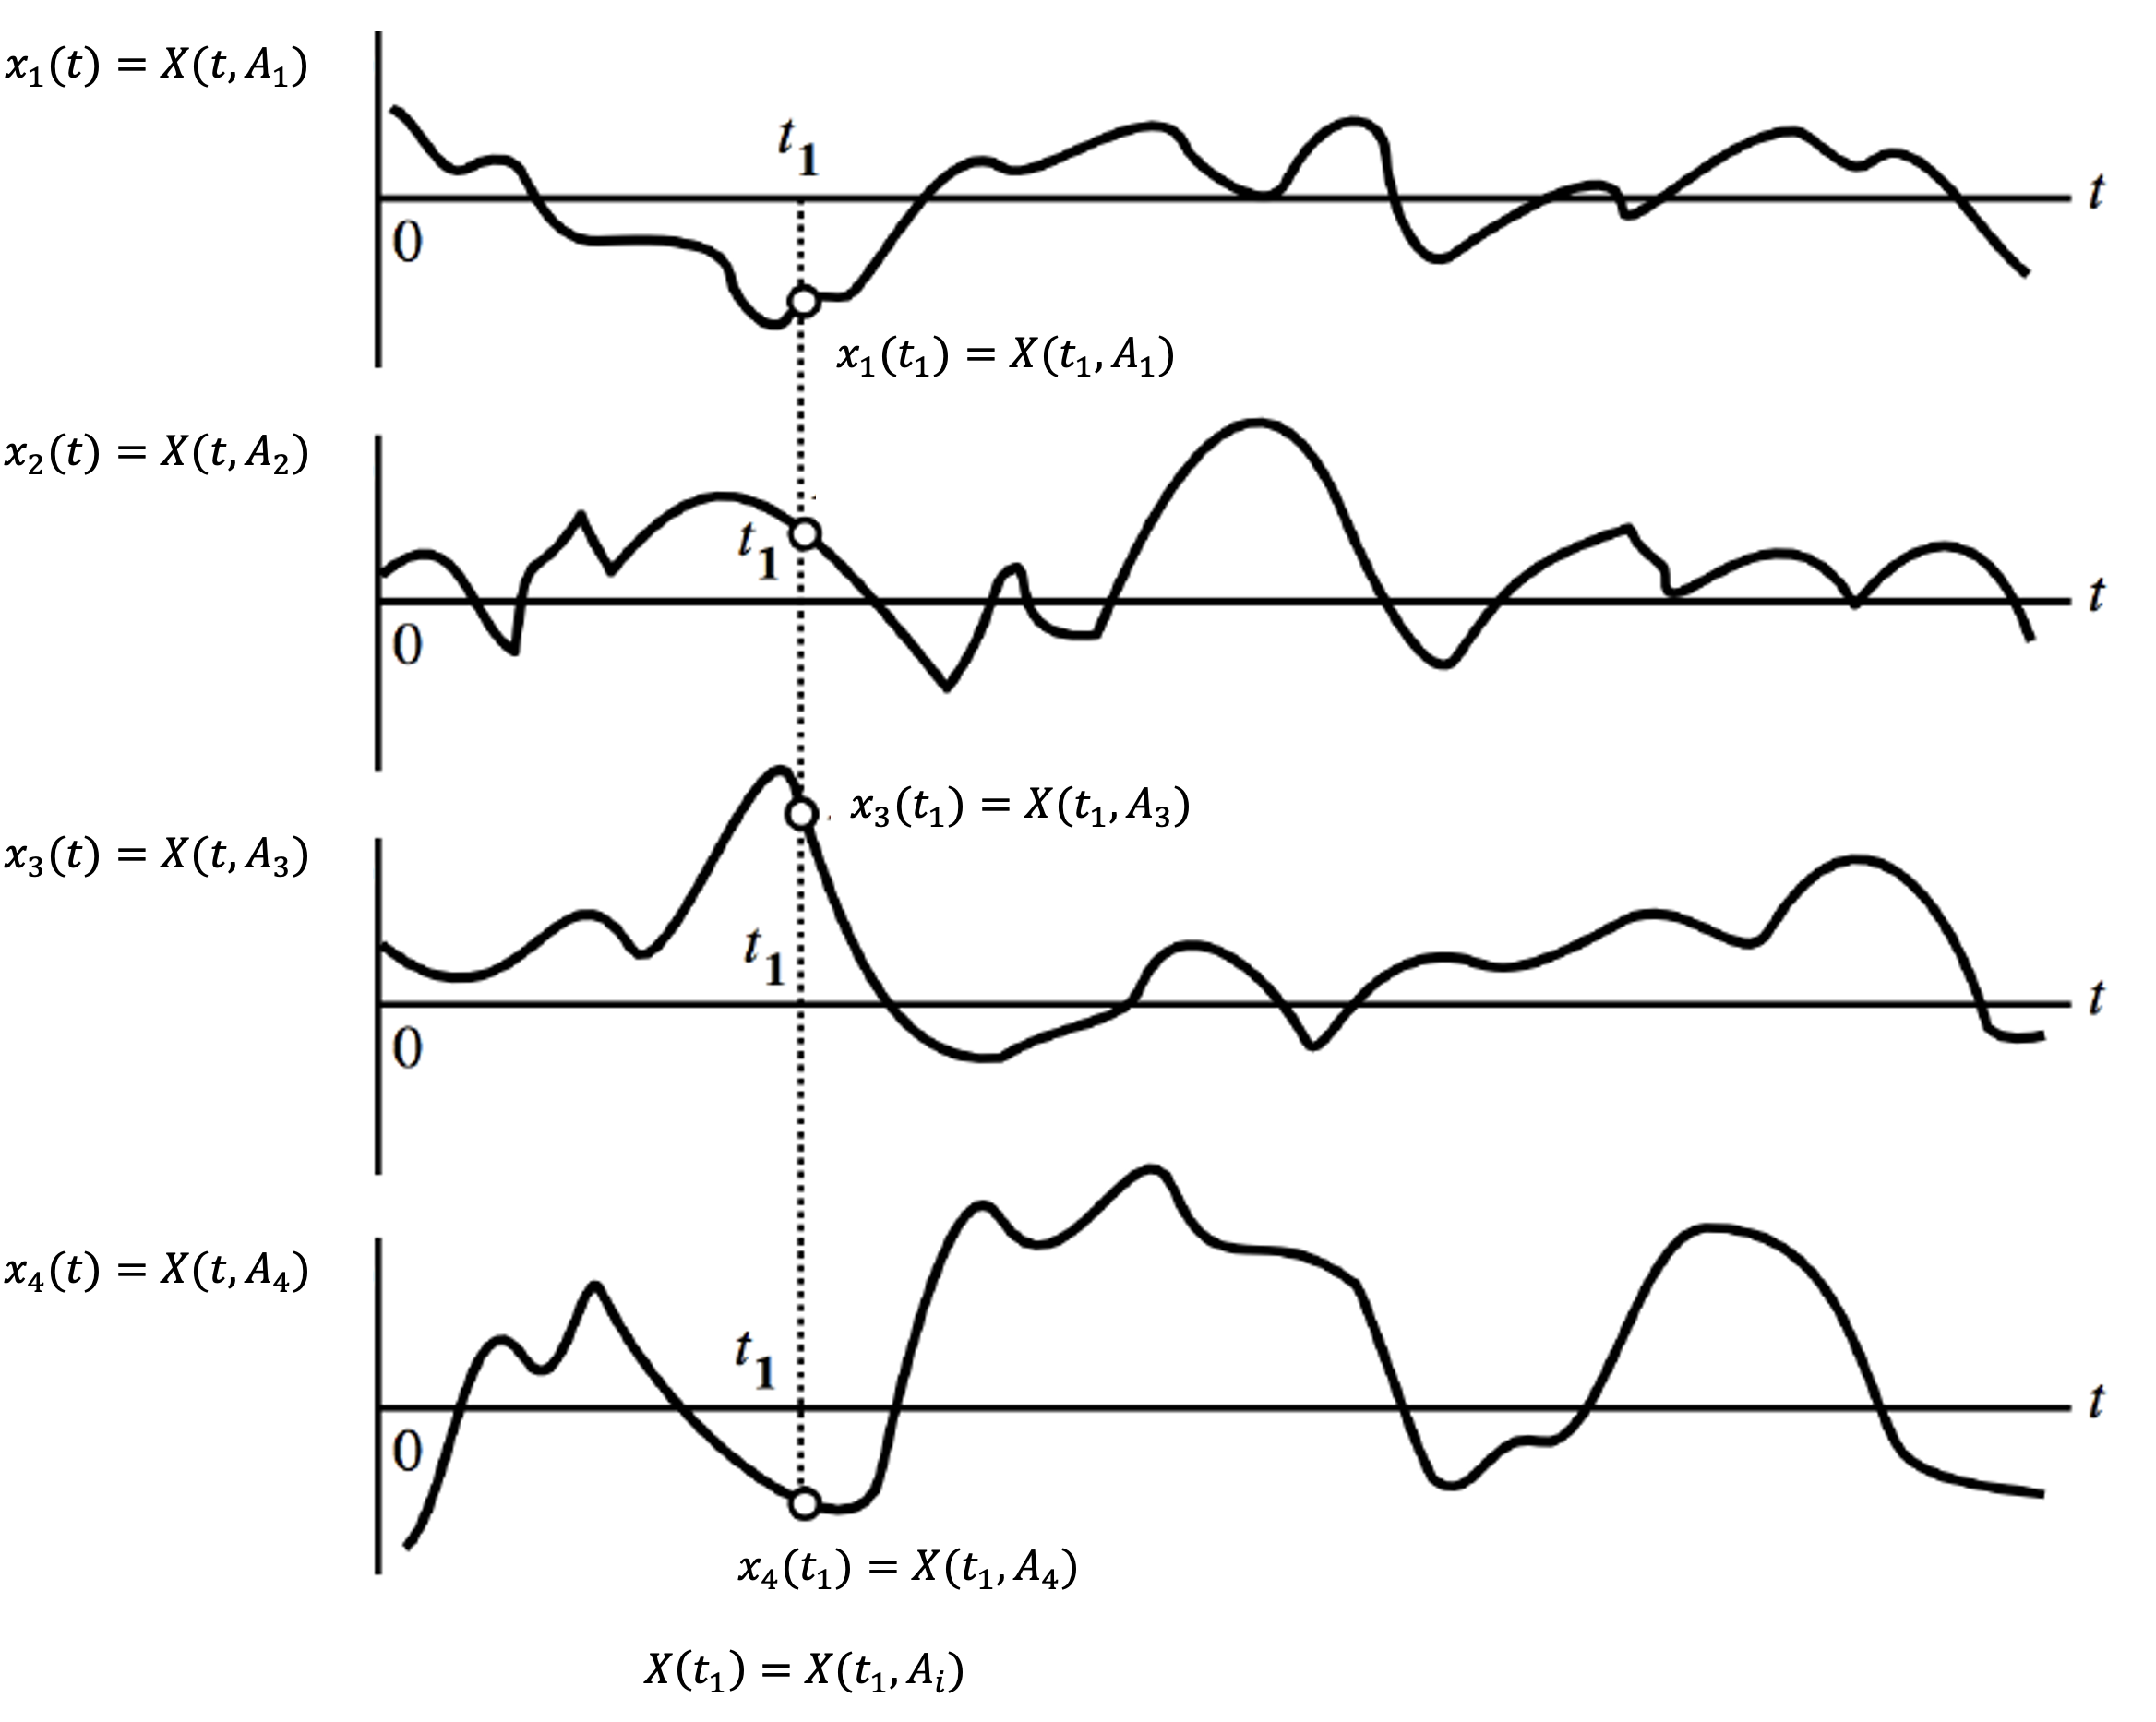 x₁(t) = X(t, A₁)
t₁
t
0
x₁(t₁) = X(t₁, A₁)
x₂(t) = X(t, A₂)
t₁
t
0
x₃(t₁) = X(t₁, A₃)
x₃(t) = X(t, A₃)
t₁
t
0
x₄(t) = X(t, A₄)
t₁
t
0
x₄(t₁) = X(t₁, A₄)
X(t₁) = X(t₁, Aᵢ)